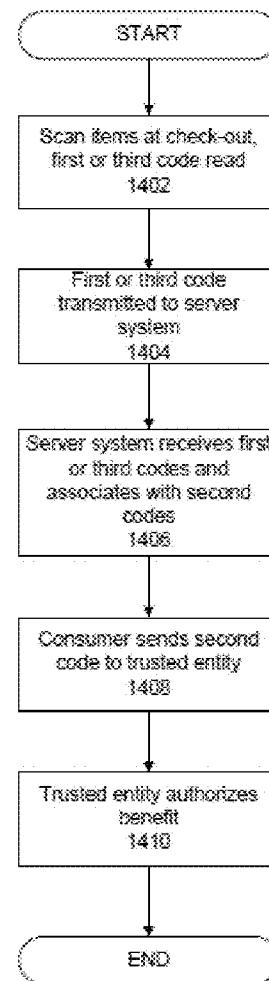 START
Scan items at check-out,
first or third code read
1402
First or third code
transmitted to server
system
1404
Server system receives first
or third codes and
associates with second
codes
1406
Consumer sends second
code to trusted entity
1408
Trusted entity authorizes
benefit
1410
END